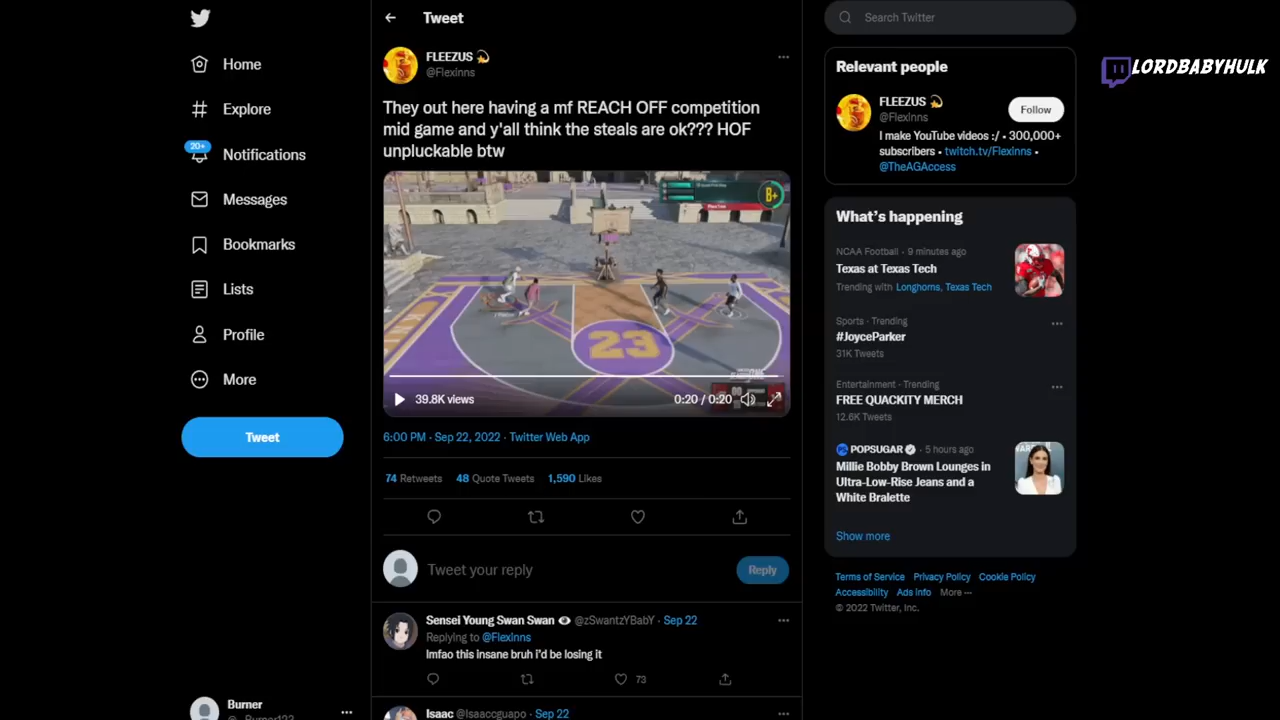 Tweet
Search Twitter
LORDBABYHULK
Home
Explore
20+
Notifications
Messages
Bookmarks
Lists
Profile
More
Tweet
FLEEZUS
@Flexinns
They out here having a mf REACH OFF competition
mid game and y'all think the steals are ok??? HOF
unpluckable btw
B+
23
39.8K views
0:20 / 0:20
6:00 PM · Sep 22, 2022 · Twitter Web App
74 Retweets 48 Quote Tweets 1,590 Likes
Tweet your reply
Reply
Sensei Young Swan Swan @zSwantzYBabY · Sep 22
Replying to @Flexinns
lmfao this insane bruh i'd be losing it
73
Isaac @Isaaccguapo · Sep 22
Relevant people
FLEEZUS
@Flexinns
Follow
I make YouTube videos :/ • 300,000+
subscribers • twitch.tv/Flexinns •
@TheAGAccess
What's happening
NCAA Football · 9 minutes ago
Texas at Texas Tech
Trending with Longhorns, Texas Tech
Sports · Trending
#JoyceParker
31K Tweets
Entertainment · Trending
FREE QUACKITY MERCH
12.6K Tweets
POPSUGAR · 5 hours ago
Millie Bobby Brown Lounges in
Ultra-Low-Rise Jeans and a
White Bralette
Show more
Terms of Service Privacy Policy Cookie Policy
Accessibility Ads info More ···
© 2022 Twitter, Inc.
Burner